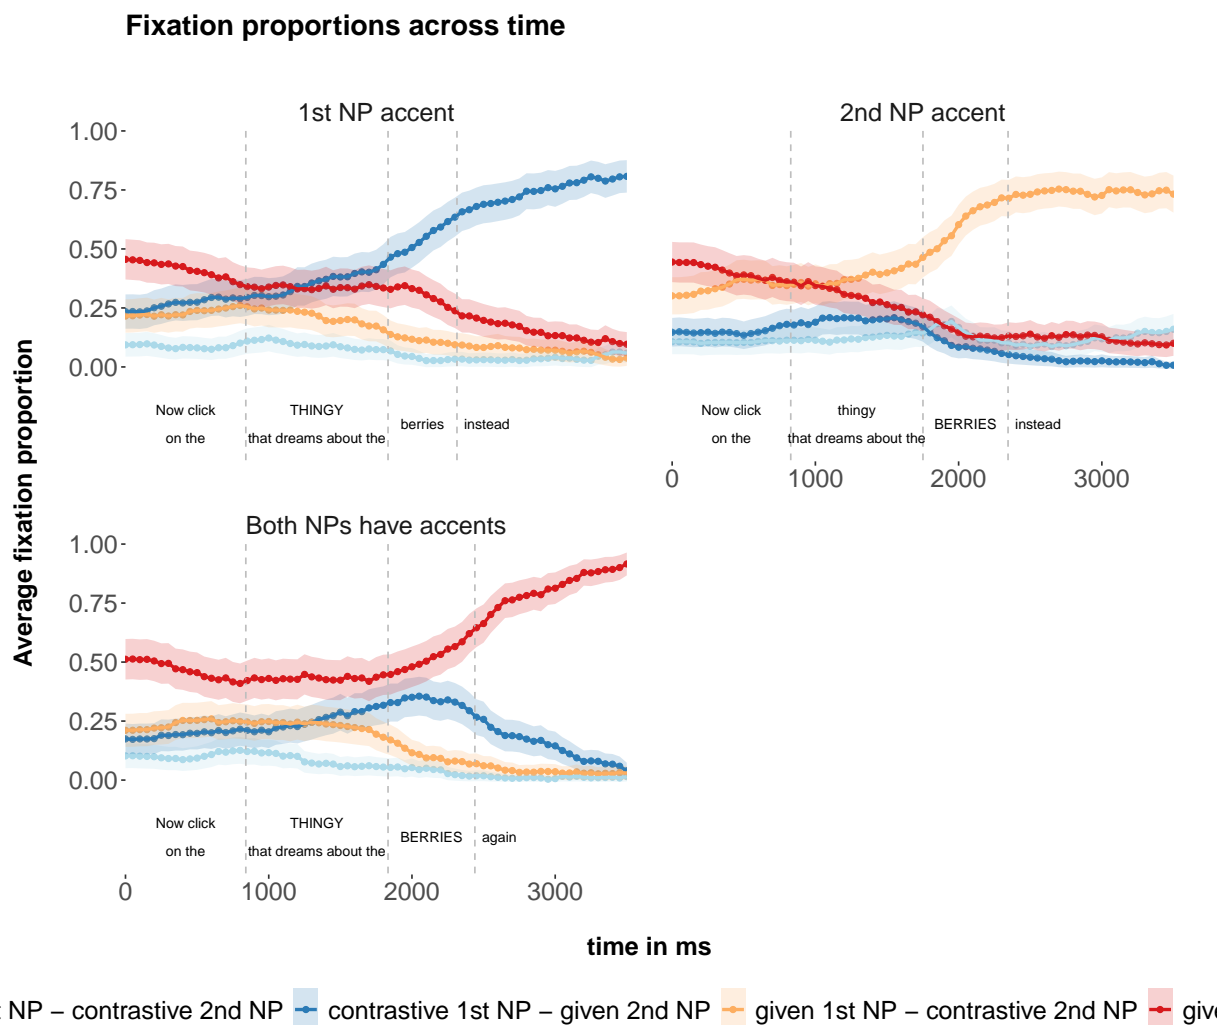 Fixation proportions across time
1st NP accent
2nd NP accent
1.00
0.75
0.50
0.25
0.00
Average fixation proportion
Now click
on the
THINGY
that dreams about the
berries
instead
Now click
on the
thingy
that dreams about the
BERRIES
instead
0 1000 2000 3000
Both NPs have accents
1.00
0.75
0.50
0.25
0.00
Now click
on the
THINGY
that dreams about the
BERRIES
again
0 1000 2000 3000
time in ms
NP – contrastive 2nd NP contrastive 1st NP – given 2nd NP given 1st NP – contrastive 2nd NP